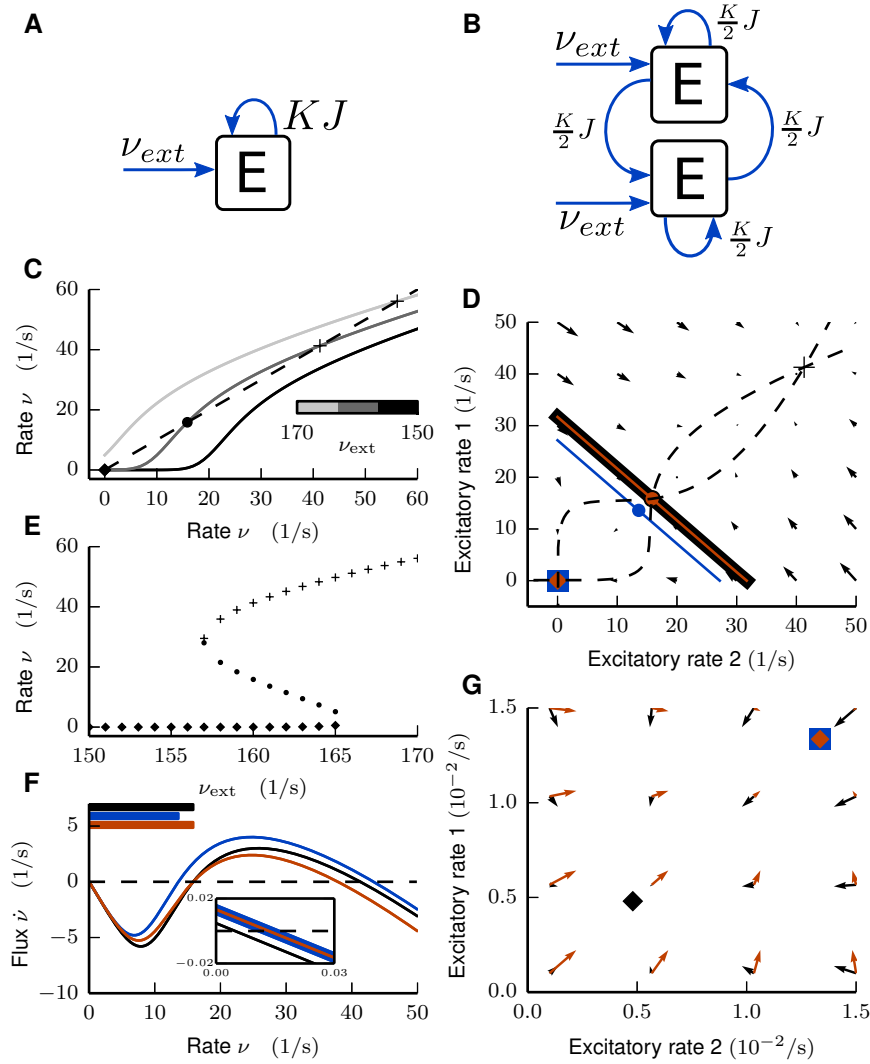 A
ν_ext
KJ
E
B
K/2 J
ν_ext
E
K/2 J
K/2 J
E
ν_ext
K/2 J
C
60
40
20
0
Rate ν (1/s)
170
150
ν_ext
0 10 20 30 40 50 60
Rate ν (1/s)
D
50
40
30
20
10
0
Excitatory rate 1 (1/s)
0 10 20 30 40 50
Excitatory rate 2 (1/s)
E
60
40
20
0
Rate ν (1/s)
150 155 160 165 170
ν_ext (1/s)
F
5
0
−5
−10
Flux ν̇ (1/s)
0.02
−0.02
0.00 0.03
0 10 20 30 40 50
Rate ν (1/s)
G
1.5
1.0
0.5
0.0
Excitatory rate 1 (10⁻²/s)
0.0 0.5 1.0 1.5
Excitatory rate 2 (10⁻²/s)